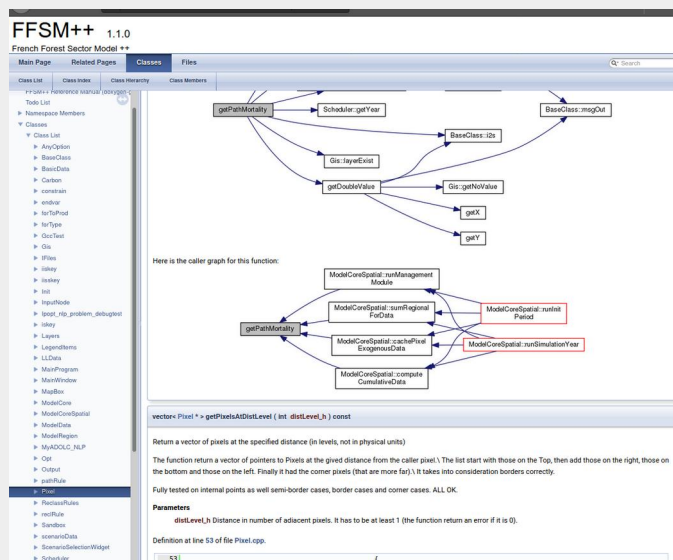 FFSM++ 1.1.0
French Forest Sector Model ++
Main Page Related Pages Classes Files
Search
Class List Class Index Class Hierarchy Class Members
FFSM++ Reference Manual (doxygen-
Todo List
Namespace Members
Classes
Class List
AnyOption
BaseClass
BasicData
Carbon
constrain
endvar
forToProd
forType
GccTest
Gis
IFiles
iiskey
iisskey
Init
InputNode
Ipopt_nlp_problem_debugtest
iskey
Layers
LegendItems
LLData
MainProgram
MainWindow
MapBox
ModelCore
ModelCoreSpatial
ModelData
ModelRegion
MyADOLC_NLP
Opt
Output
pathRule
Pixel
ReclassRules
reclRule
Sandbox
scenarioData
ScenarioSelectionWidget
Scheduler
getPathMortality
Scheduler::getYear
BaseClass::msgOut
BaseClass::i2s
Gis::layerExist
getDoubleValue
Gis::getNoValue
getX
getY
Here is the caller graph for this function:
ModelCoreSpatial::runManagement
Module
ModelCoreSpatial::sumRegional
ForData
ModelCoreSpatial::runInit
Period
getPathMortality
ModelCoreSpatial::cachePixel
ExogenousData
ModelCoreSpatial::runSimulationYear
ModelCoreSpatial::compute
CumulativeData
vector< Pixel * > getPixelsAtDistLevel ( int distLevel_h ) const
Return a vector of pixels at the specified distance (in levels, not in physical units)
The function return a vector of pointers to Pixels at the gived distance from the caller pixel.\ The list start with those on the Top, then add those on the right, those on
the bottom and those on the left. Finally it had the corner pixels (that are more far).\ It takes into consideration borders correctly.
Fully tested on internal points as well semi-border cases, border cases and corner cases. ALL OK.
Parameters
distLevel_h Distance in number of adiacent pixels. It has to be at least 1 (the function return an error if it is 0).
Definition at line 53 of file Pixel.cpp.
53 {